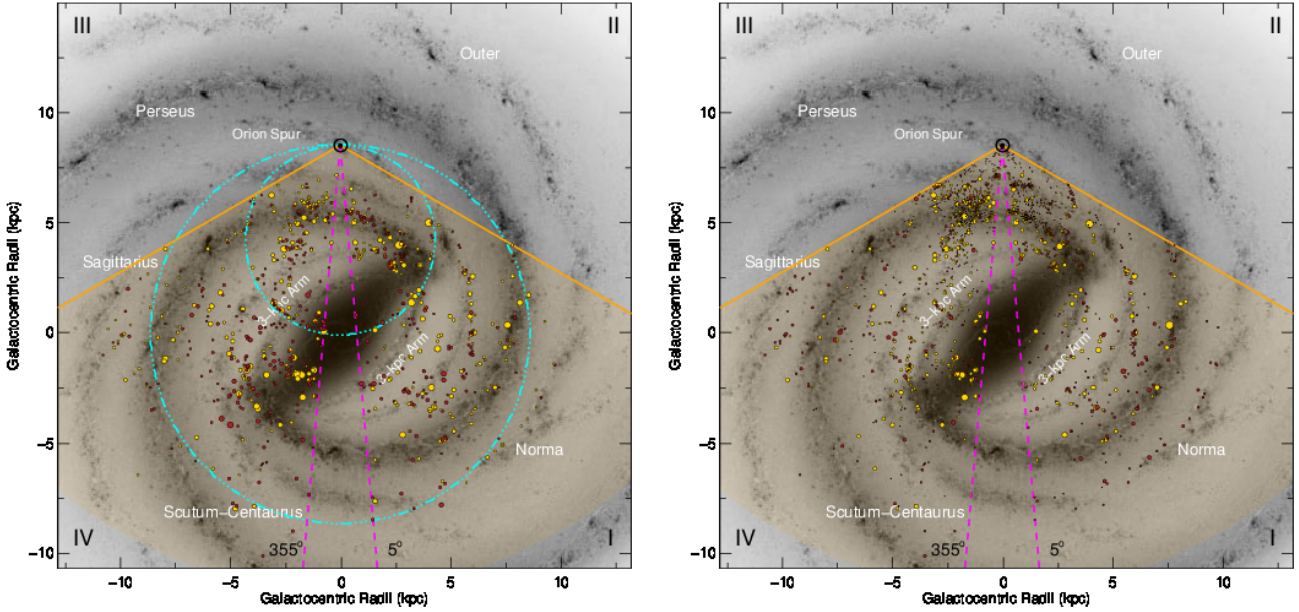 III
II
Outer
Perseus
Orion Spur
Sagittarius
3-kpc Arm
3-kpc Arm
Norma
Scutum-Centaurus
IV
I
355°
5°
10
5
0
-5
-10
Galactocentric Radii (kpc)
-10
-5
0
5
10
Galactocentric Radii (kpc)
III
II
Outer
Perseus
Orion Spur
Sagittarius
3-kpc Arm
3-kpc Arm
Norma
Scutum-Centaurus
IV
I
355°
5°
10
5
0
-5
-10
Galactocentric Radii (kpc)
-10
-5
0
5
10
Galactocentric Radii (kpc)